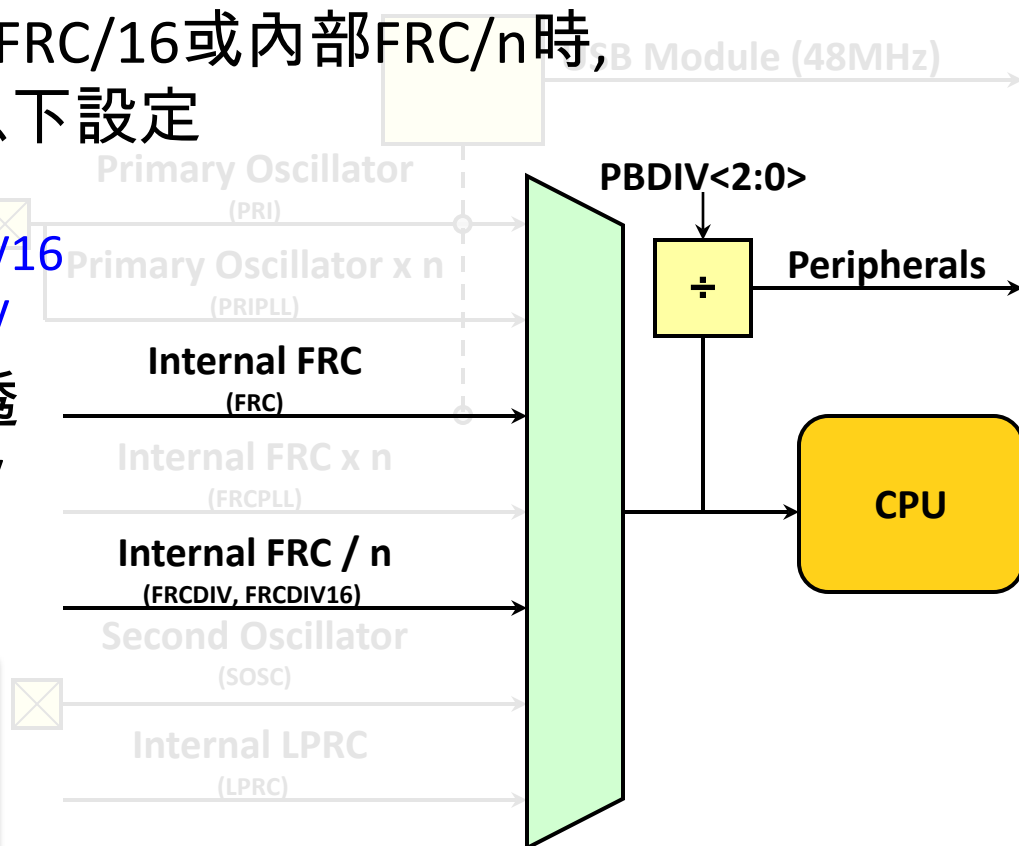 FRC/16或內部FRC/n時,
下設定
USB Module (48MHz)
Primary Oscillator
(PRI)
PBDIV<2:0>
/16
Primary Oscillator x n
(PRIPLL)
÷
Peripherals
Internal FRC
(FRC)
透
Internal FRC x n
(FRCPLL)
CPU
Internal FRC / n
(FRCDIV, FRCDIV16)
Second Oscillator
(SOSC)
Internal LPRC
(LPRC)